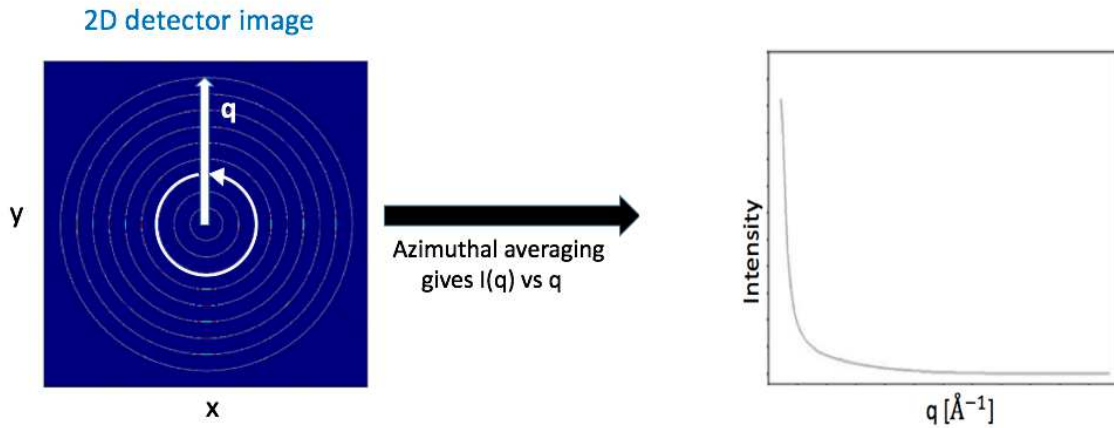 2D detector image
q
y
x
Azimuthal averaging
gives I(q) vs q
Intensity
q [Å⁻¹]